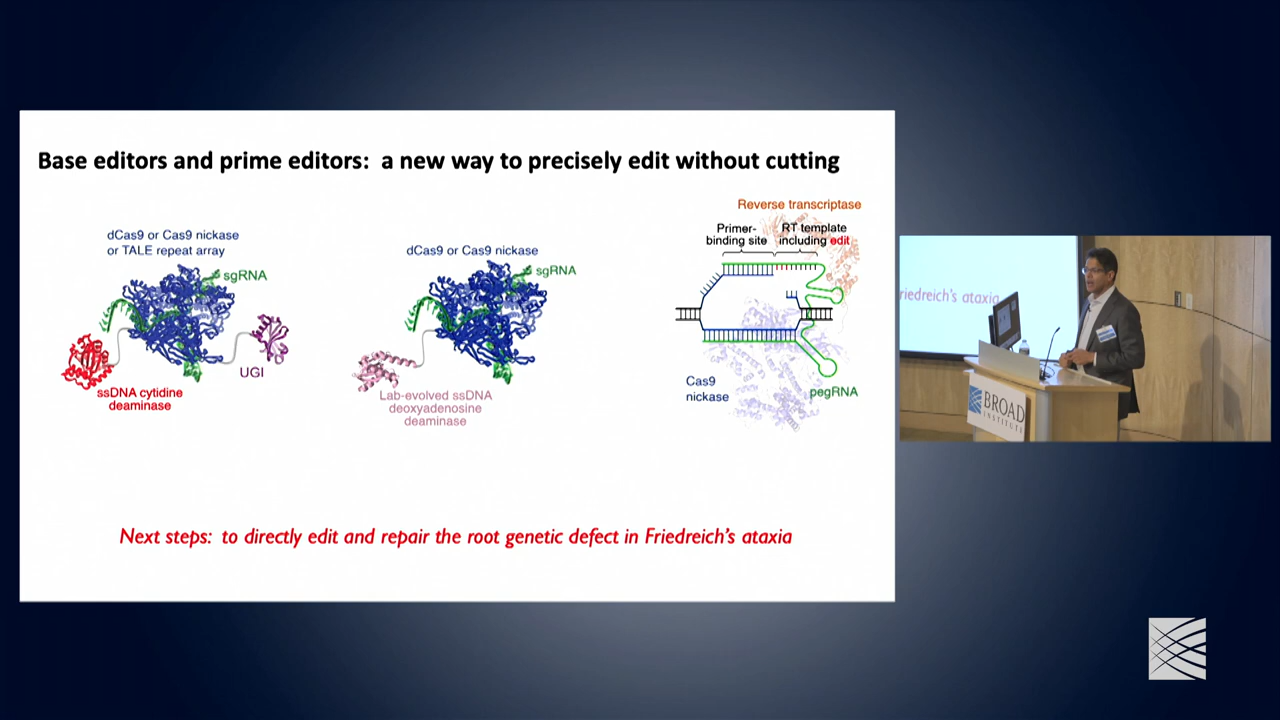 Base editors and prime editors:  a new way to precisely edit without cutting
dCas9 or Cas9 nickase
or TALE repeat array
sgRNA
UGI
ssDNA cytidine
deaminase
dCas9 or Cas9 nickase
sgRNA
Lab-evolved ssDNA
deoxyadenosine
deaminase
Reverse transcriptase
Primer-
binding site
RT template
including edit
Cas9
nickase
pegRNA
Next steps:  to directly edit and repair the root genetic defect in Friedreich's ataxia
riedreich's ataxia
BROAD
INSTITUTE